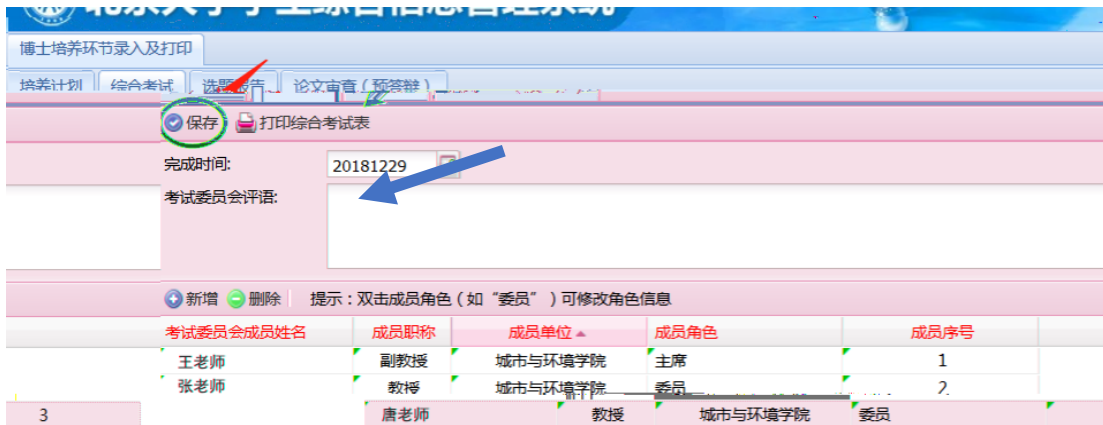 博士培养环节录入及打印
培养计划 综合考试 选题报告 论文审查（预答辩）
保存 打印综合考试表
完成时间: 20181229
考试委员会评语:
新增 删除 提示：双击成员角色（如“委员”）可修改角色信息
考试委员会成员姓名 成员职称 成员单位 成员角色 成员序号
王老师 副教授 城市与环境学院 主席 1
张老师 教授 城市与环境学院 委员 2
3 唐老师 教授 城市与环境学院 委员